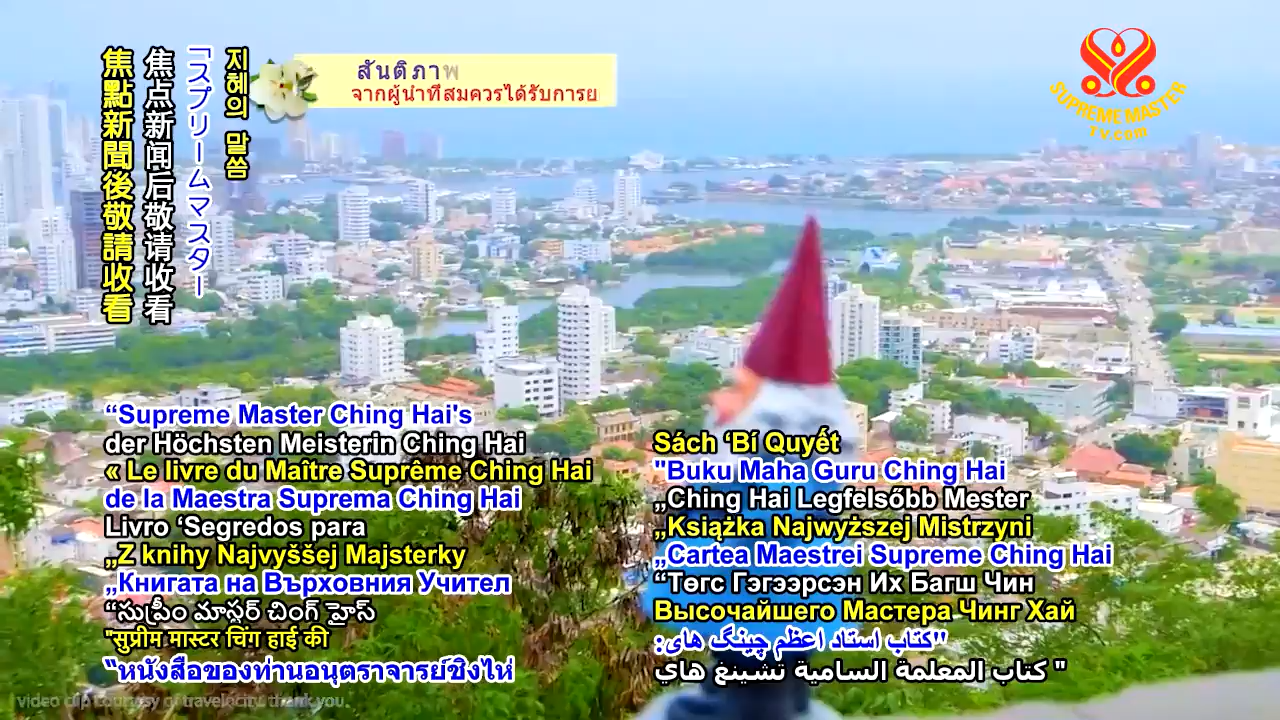 焦點新聞後敬請收看
焦点新闻后敬请收看
「スプリームマスター
지혜의 말씀
สันติภาพ
จากผู้นำที่สมควรได้รับการย
SUPREME MASTER
TV.com
“Supreme Master Ching Hai's
der Höchsten Meisterin Ching Hai
« Le livre du Maître Suprême Ching Hai
de la Maestra Suprema Ching Hai
Livro ‘Segredos para
„Z knihy Najvyššej Majsterky
„Книгата на Върховния Учител
“సుప్రీం మాస్టర్ చింగ్ హైస్
"सुप्रीम मास्टर चिंग हाई की
“หนังสือของท่านอนุตราจารย์ชิงไห่
Sách ‘Bí Quyết
"Buku Maha Guru Ching Hai
„Ching Hai Legfelsőbb Mester
„Książka Najwyższej Mistrzyni
„Cartea Maestrei Supreme Ching Hai
“Төгс Гэгээрсэн Их Багш Чин
Высочайшего Мастера Чинг Хай
"کتاب استاد اعظم چینگ های:
" كتاب المعلمة السامية تشينغ هاي
video clip courtesy of travelocity. thank you.